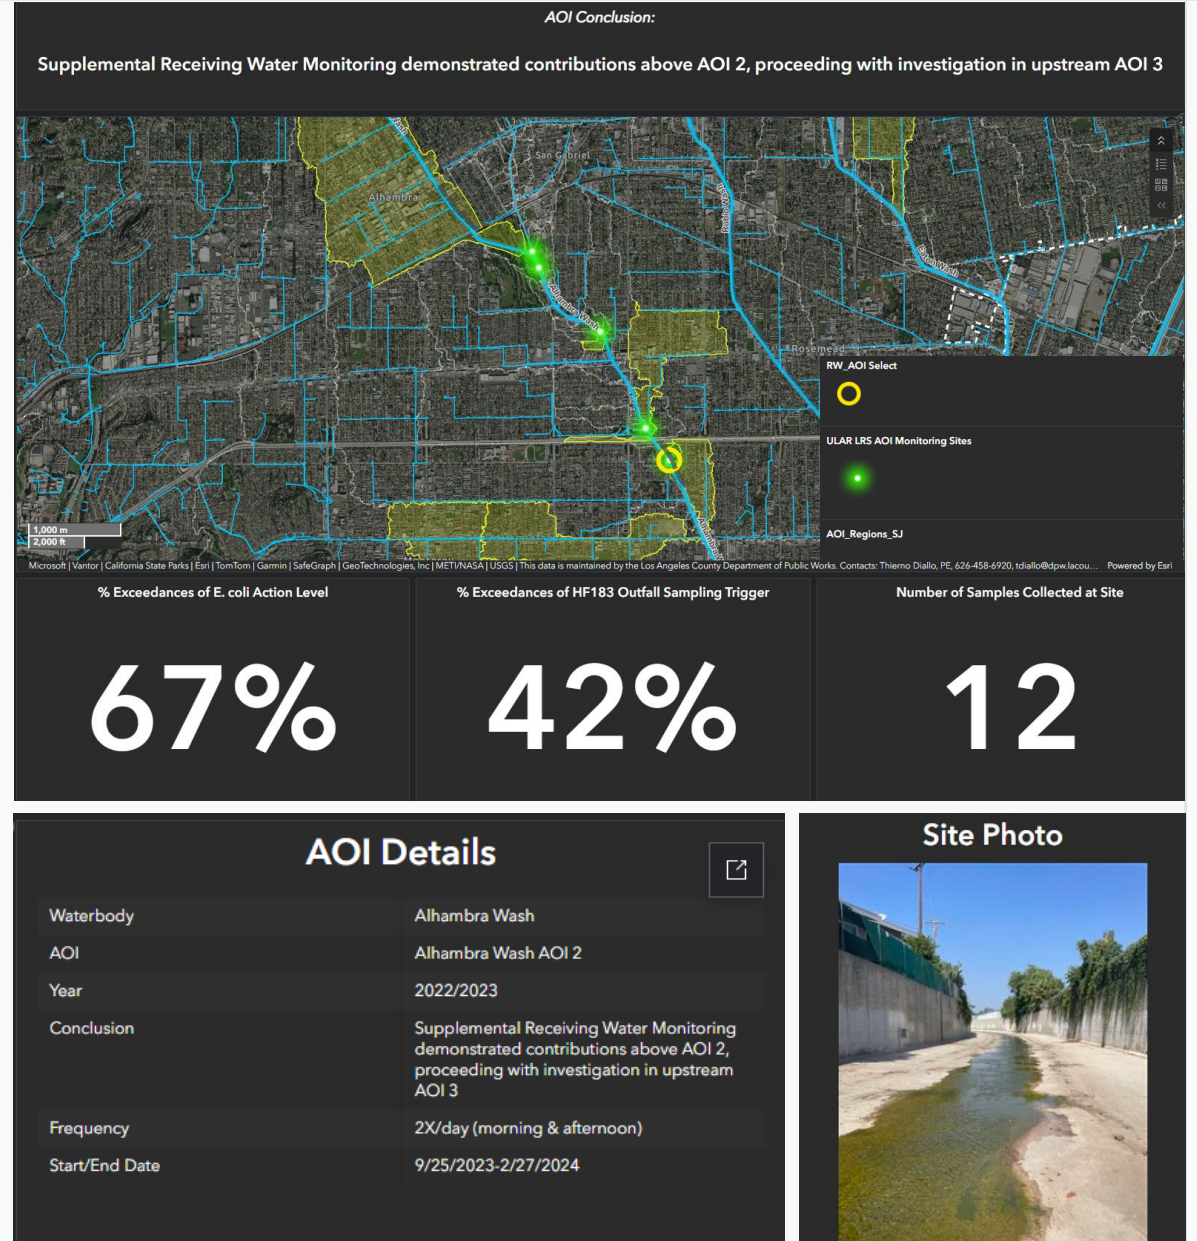 AOI Conclusion:
Supplemental Receiving Water Monitoring demonstrated contributions above AOI 2, proceeding with investigation in upstream AOI 3
San Gabriel
Alhambra
Eaton Wash
Alhambra Wash
Rosemead
RW_AOI Select
ULAR LRS AOI Monitoring Sites
AOI_Regions_SJ
1,000 m
2,000 ft
Alhambra
Microsoft | Vantor | California State Parks | Esri | TomTom | Garmin | SafeGraph | GeoTechnologies, Inc | METI/NASA | USGS | This data is maintained by the Los Angeles County Department of Public Works. Contacts: Thierno Diallo, PE, 626-458-6920, tdiallo@dpw.lacou... Powered by Esri
% Exceedances of E. coli Action Level
% Exceedances of HF183 Outfall Sampling Trigger
Number of Samples Collected at Site
67%
42%
12
AOI Details
Waterbody Alhambra Wash
AOI Alhambra Wash AOI 2
Year 2022/2023
Conclusion Supplemental Receiving Water Monitoring
demonstrated contributions above AOI 2,
proceeding with investigation in upstream
AOI 3
Frequency 2X/day (morning & afternoon)
Start/End Date 9/25/2023-2/27/2024
Site Photo